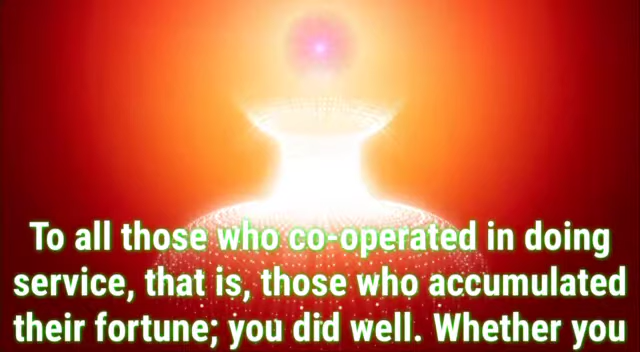 To all those who co-operated in doing
service, that is, those who accumulated
their fortune; you did well. Whether you